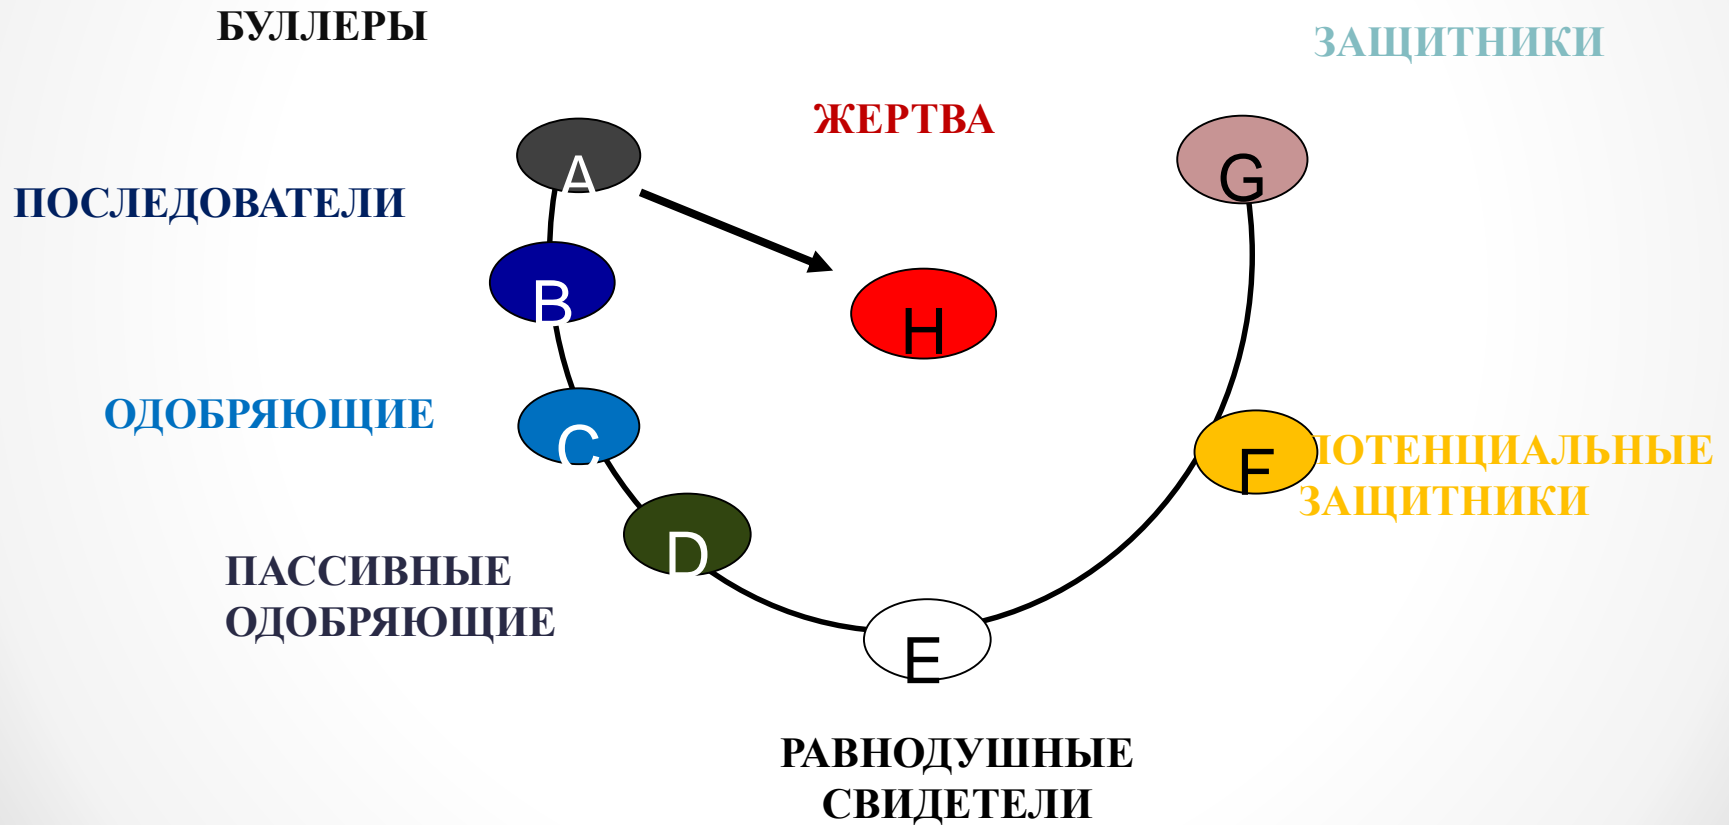 БУЛЛЕРЫ
ЗАЩИТНИКИ
ЖЕРТВА
A
G
ПОСЛЕДОВАТЕЛИ
B
H
ОДОБРЯЮЩИЕ
C
F
ПОТЕНЦИАЛЬНЫЕ
ЗАЩИТНИКИ
D
ПАССИВНЫЕ
ОДОБРЯЮЩИЕ
E
РАВНОДУШНЫЕ
СВИДЕТЕЛИ